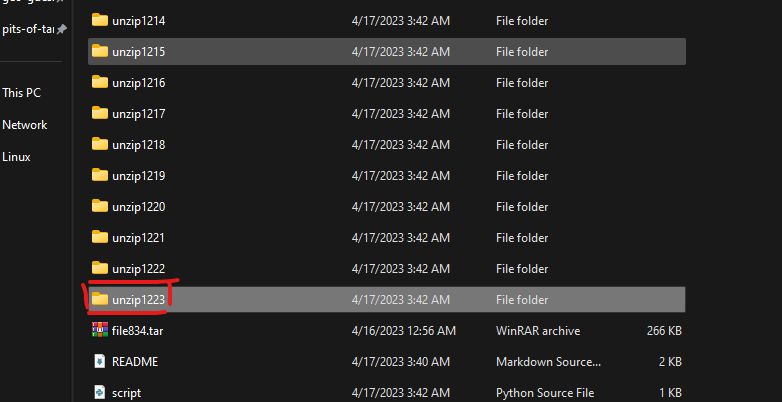 unzip1214 4/17/2023 3:42 AM File folder
pits-of-tar unzip1215 4/17/2023 3:42 AM File folder
unzip1216 4/17/2023 3:42 AM File folder
This PC
unzip1217 4/17/2023 3:42 AM File folder
Network
unzip1218 4/17/2023 3:42 AM File folder
Linux
unzip1219 4/17/2023 3:42 AM File folder
unzip1220 4/17/2023 3:42 AM File folder
unzip1221 4/17/2023 3:42 AM File folder
unzip1222 4/17/2023 3:42 AM File folder
unzip1223 4/17/2023 3:42 AM File folder
file834.tar 4/16/2023 12:56 AM WinRAR archive 266 KB
README 4/17/2023 3:40 AM Markdown Source... 2 KB
script 4/17/2023 3:42 AM Python Source File 1 KB